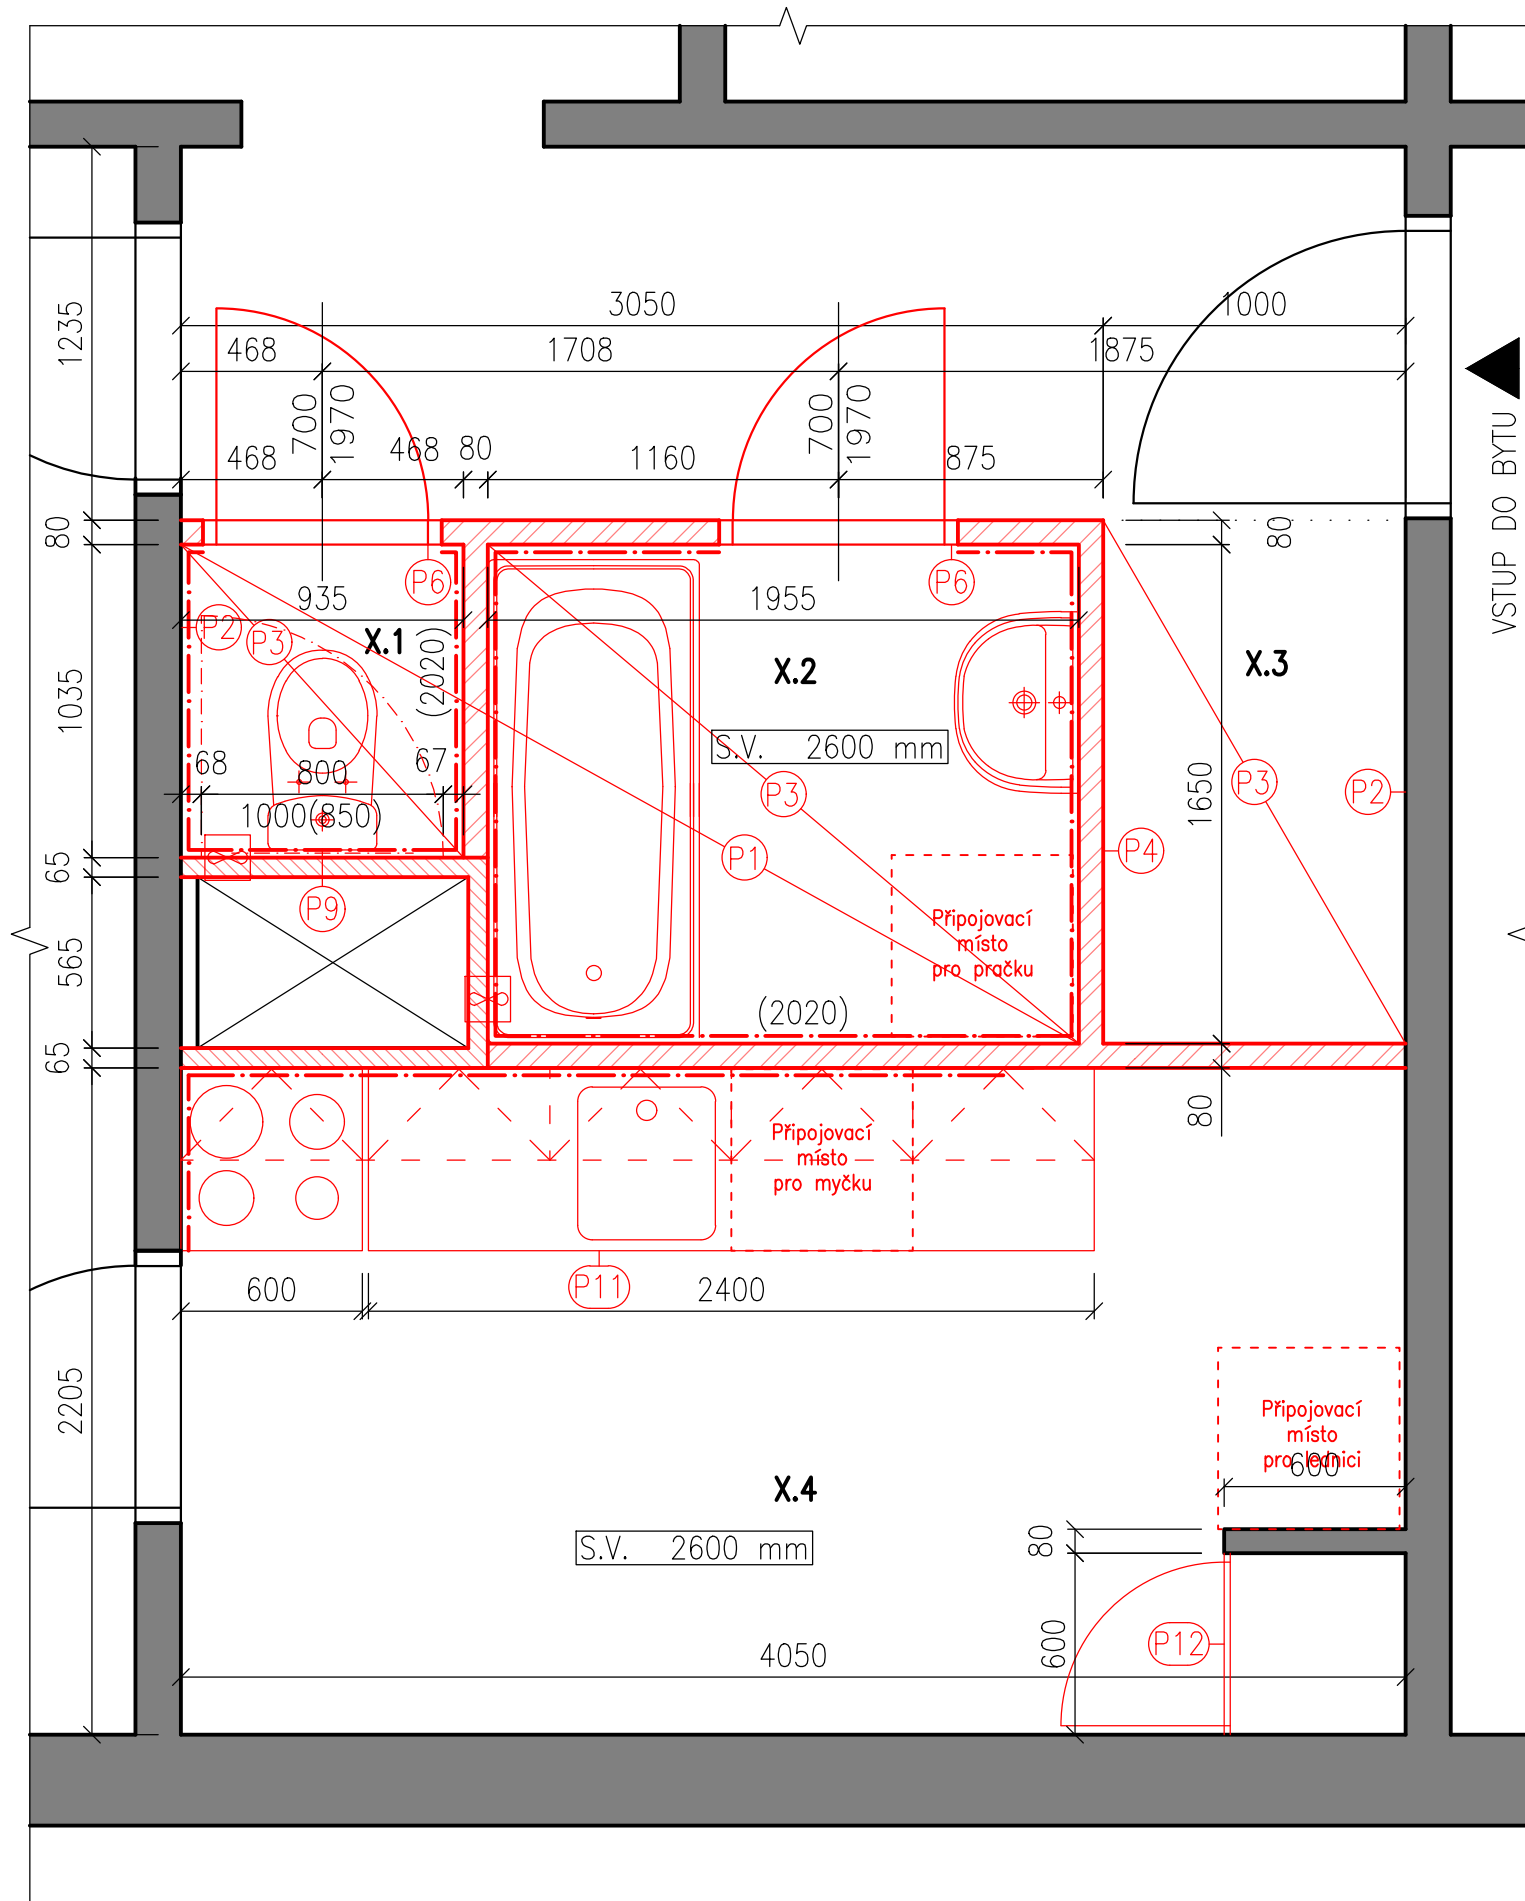 3050
1000
468
1708
1875
1235
700
1970
700
1970
468
468
80
1160
875
VSTUP DO BYTU
80
80
P6
P6
935
1955
P2
P3
X.1
(2020)
X.2
X.3
1035
S.V. 2600 mm
68
800
67
1000(850)
P3
P3
P2
1650
P1
P4
65
P9
Připojovací
místo
pro pračku
565
(2020)
65
80
Připojovací
místo
pro myčku
600
P11
2400
2205
Připojovací
místo
pro lednici
600
X.4
S.V. 2600 mm
80
600
P12
4050